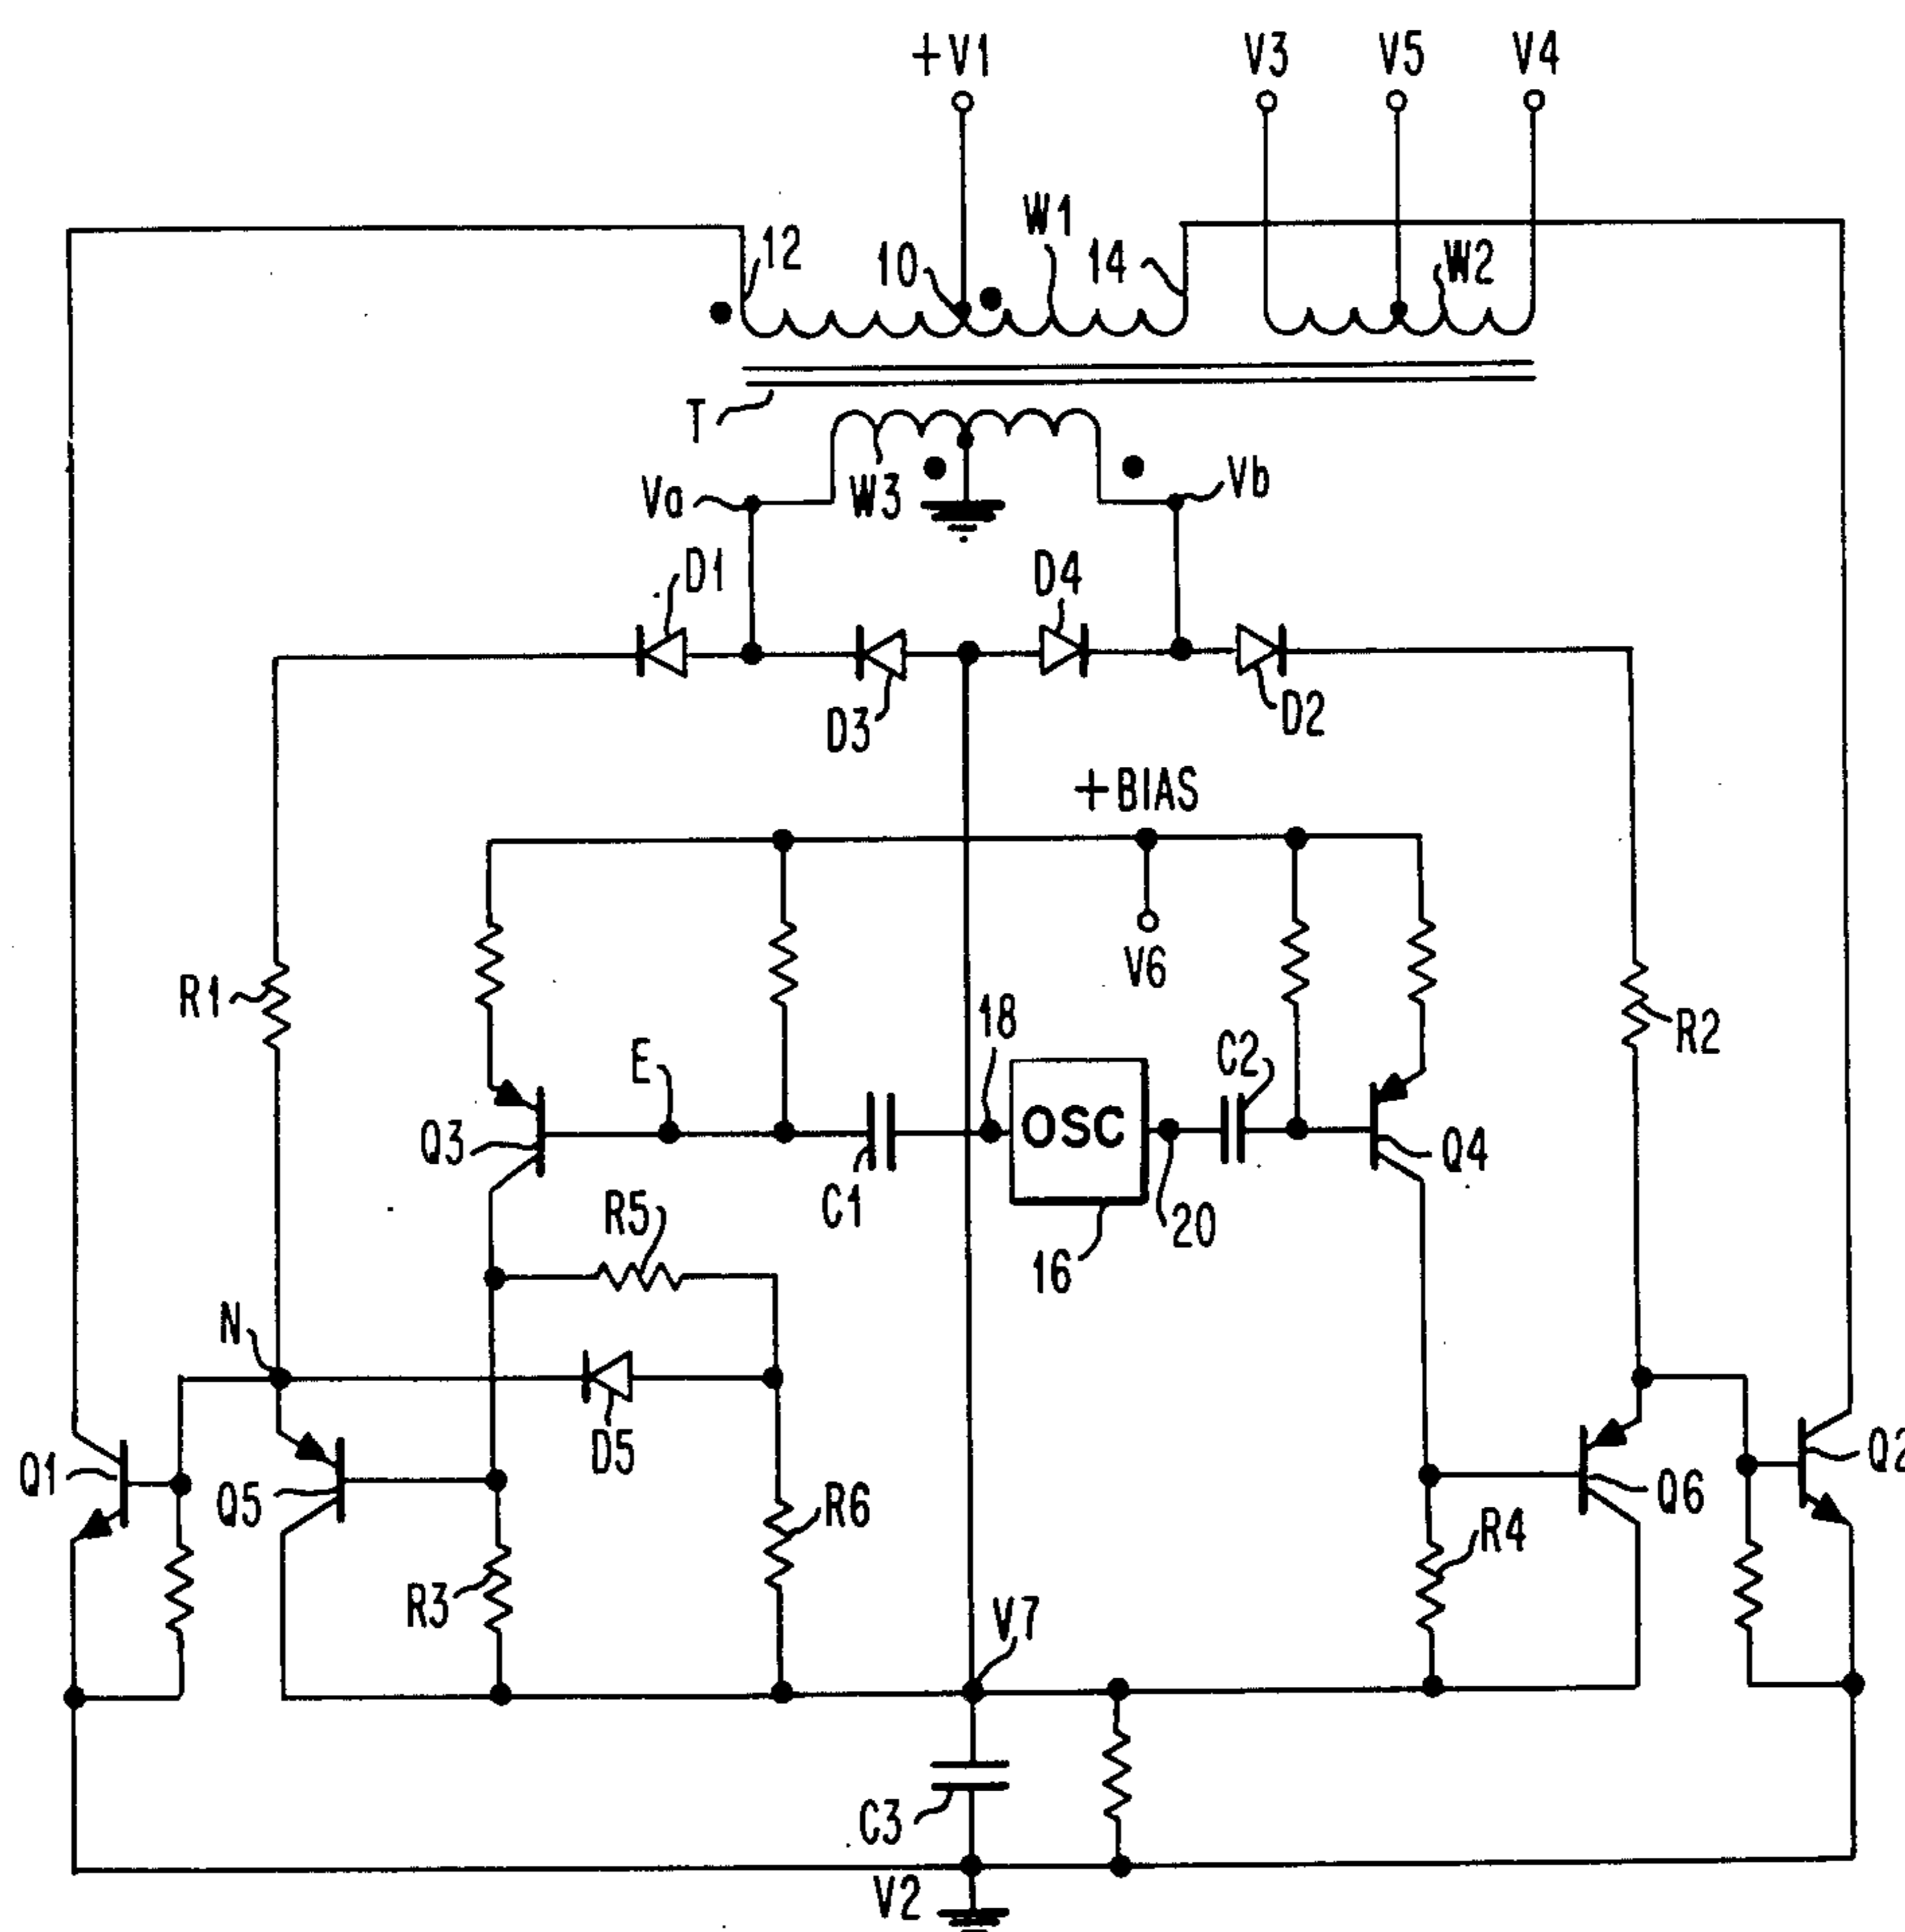 +V1
V3
V5
V4
W1
12
10
14
W2
T
Va
W3
Vb
D1
D4
D3
D2
+BIAS
V6
R1
18
R2
E
C2
OSC
Q3
Q4
C1
R5
20
16
N
D5
Q1
Q5
R6
Q6
Q2
R4
R3
V7
C3
V2